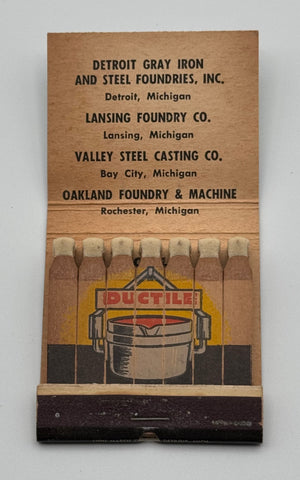 DETROIT GRAY IRON
AND STEEL FOUNDRIES, INC.
Detroit, Michigan
LANSING FOUNDRY CO.
Lansing, Michigan
VALLEY STEEL CASTING CO.
Bay City, Michigan
OAKLAND FOUNDRY & MACHINE
Rochester, Michigan
DUCTILE